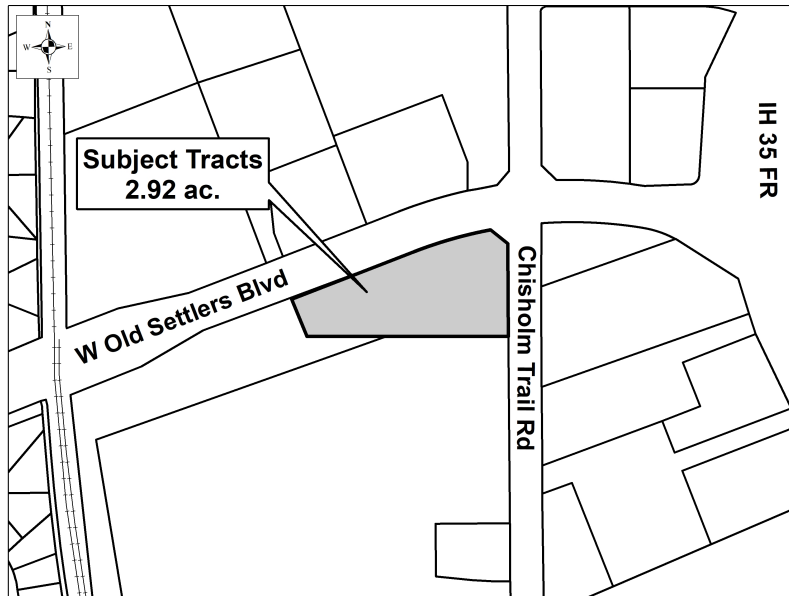 N
W E
S
Subject Tracts
2.92 ac.
IH 35 FR
W Old Settlers Blvd
Chisholm Trail Rd